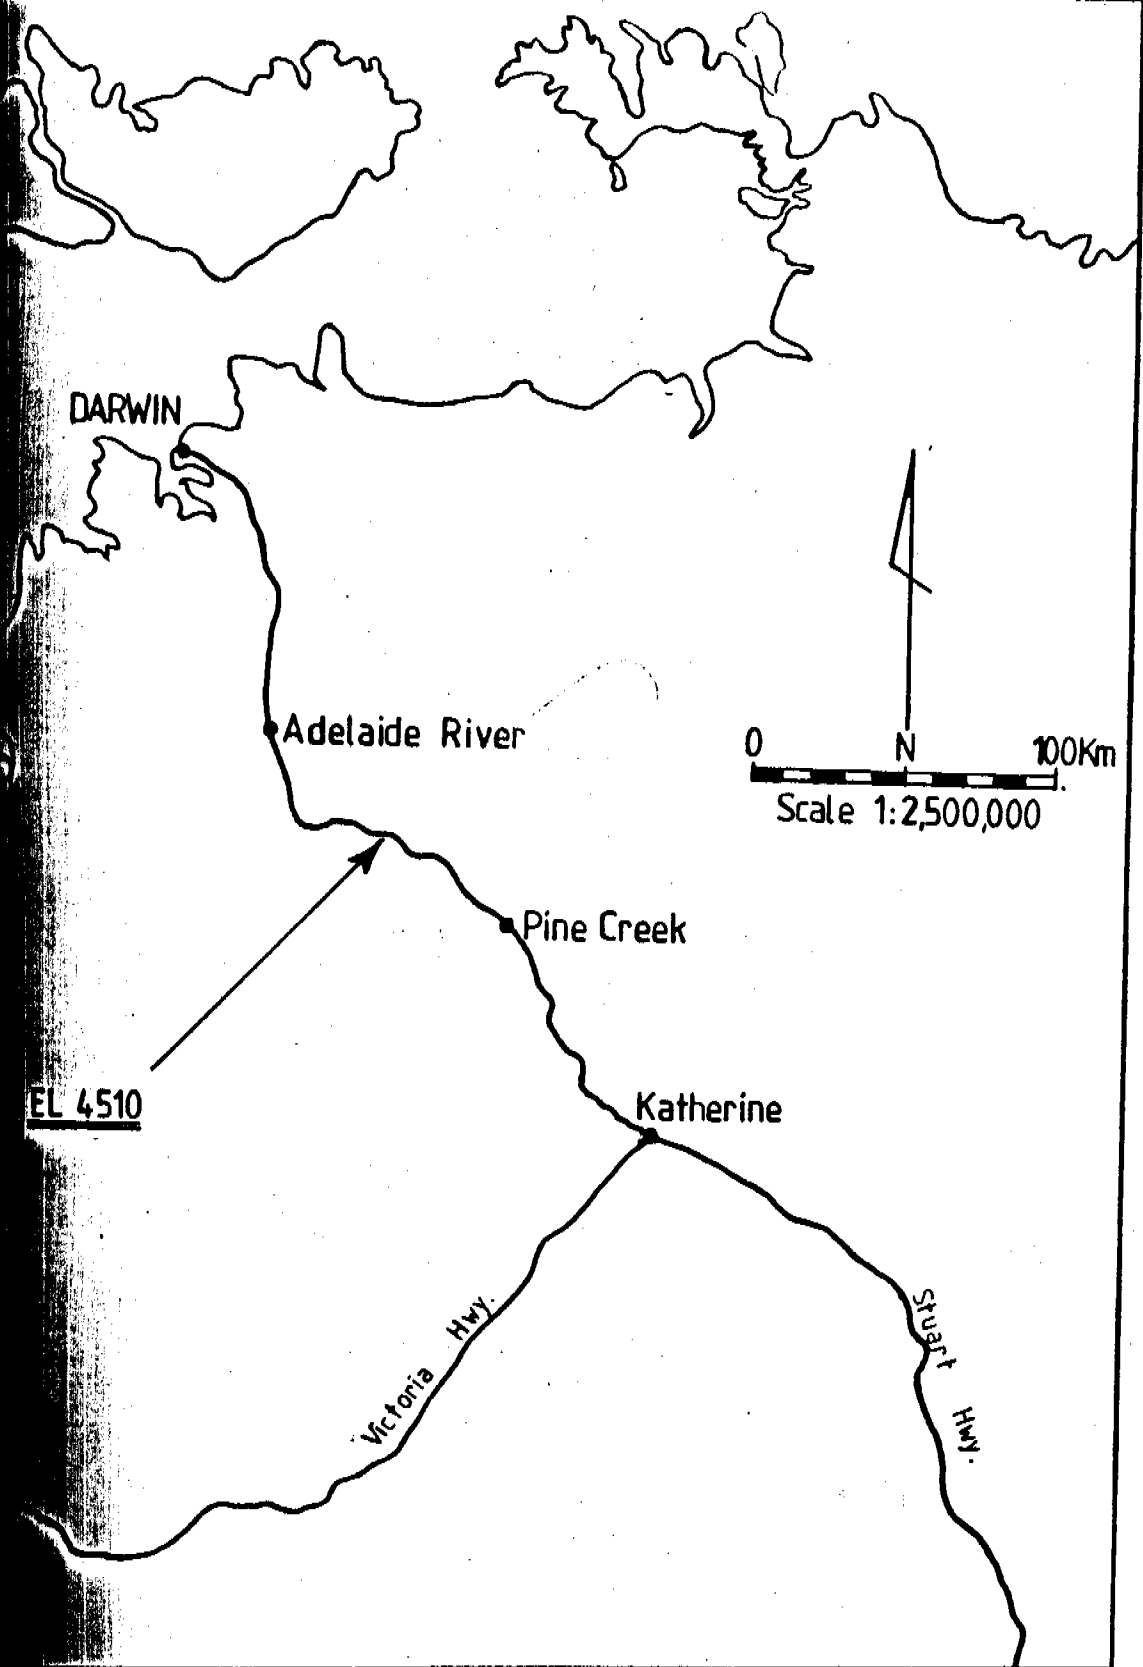 DARWIN
Adelaide River
0 N 100Km
Scale 1:2,500,000
Pine Creek
EL 4510
Katherine
Victoria Hwy.
Stuart Hwy.